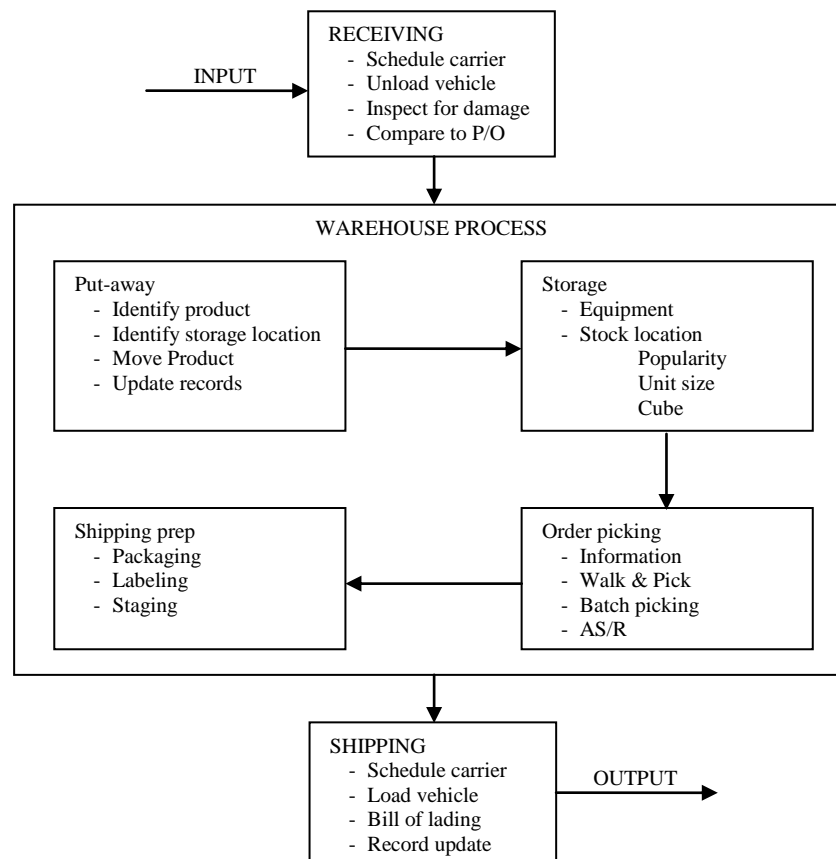 RECEIVING
- Schedule carrier
- Unload vehicle
- Inspect for damage
- Compare to P/O
INPUT
WAREHOUSE PROCESS
Put-away
- Identify product
- Identify storage location
- Move Product
- Update records
Storage
- Equipment
- Stock location
Popularity
Unit size
Cube
Order picking
- Information
- Walk & Pick
- Batch picking
- AS/R
Shipping prep
- Packaging
- Labeling
- Staging
SHIPPING
- Schedule carrier
- Load vehicle
- Bill of lading
- Record update
OUTPUT